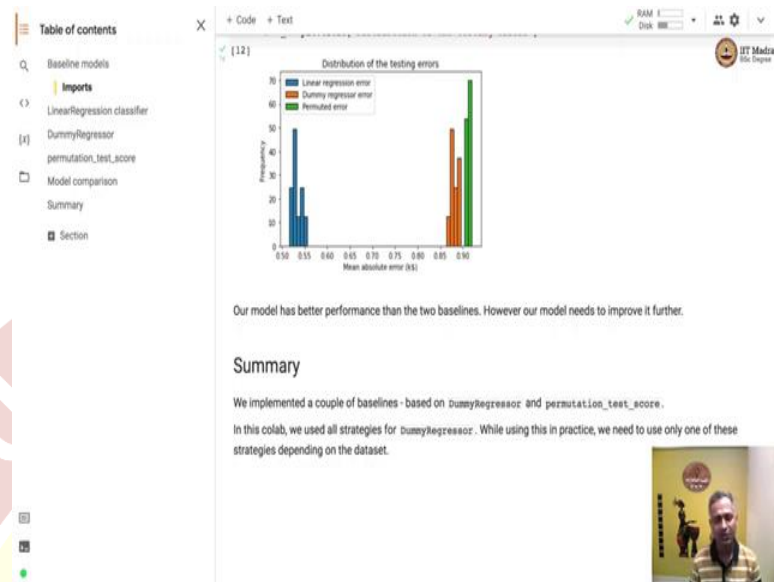 Table of contents
Baseline models
Imports
LinearRegression classifier
DummyRegressor
permutation_test_score
Model comparison
Summary
Section
+ Code + Text
RAM
Disk
[12]
IIT Madras
BSc Degree
Distribution of the testing errors
Linear regression error
Dummy regressor error
Permuted error
Frequency
70
60
50
40
30
20
10
0
0.50 0.55 0.60 0.65 0.70 0.75 0.80 0.85 0.90
Mean absolute error (k$)
Our model has better performance than the two baselines. However our model needs to improve it further.
Summary
We implemented a couple of baselines - based on DummyRegressor and permutation_test_score.
In this colab, we used all strategies for DummyRegressor. While using this in practice, we need to use only one of these
strategies depending on the dataset.